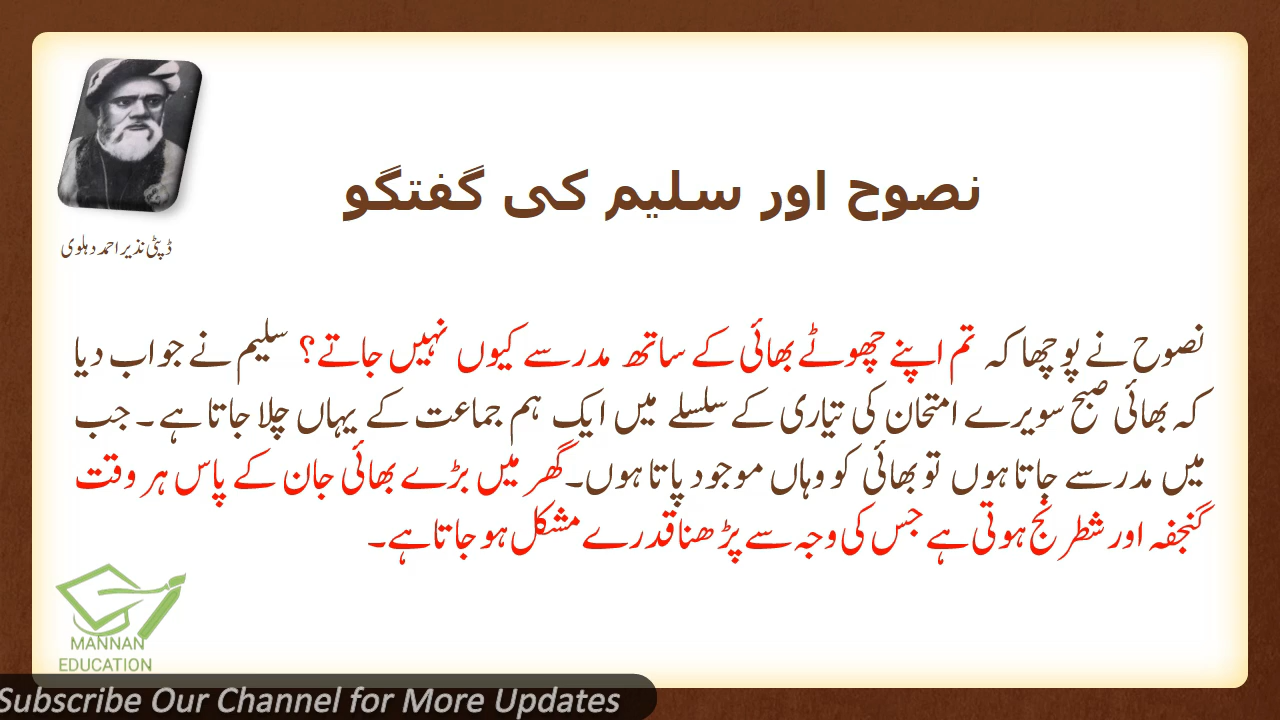 نصوح اور سلیم کی گفتگو
ڈپٹی نذیر احمد دہلوی
نصوح نے پوچھا کہ تم اپنے چھوٹے بھائی کے ساتھ مدرسے کیوں نہیں جاتے؟ سلیم نے جواب دیا
کہ بھائی صبح سویرے امتحان کی تیاری کے سلسلے میں ایک ہم جماعت کے یہاں چلا جاتا ہے۔ جب
میں مدرسے جاتا ہوں تو بھائی کو وہاں موجود پاتا ہوں۔ گھر میں بڑے بھائی جان کے پاس ہر وقت
گنجفہ اور شطرنج ہوتی ہے جس کی وجہ سے پڑھنا قدرے مشکل ہو جاتا ہے۔
MANNAN
EDUCATION
Subscribe Our Channel for More Updates